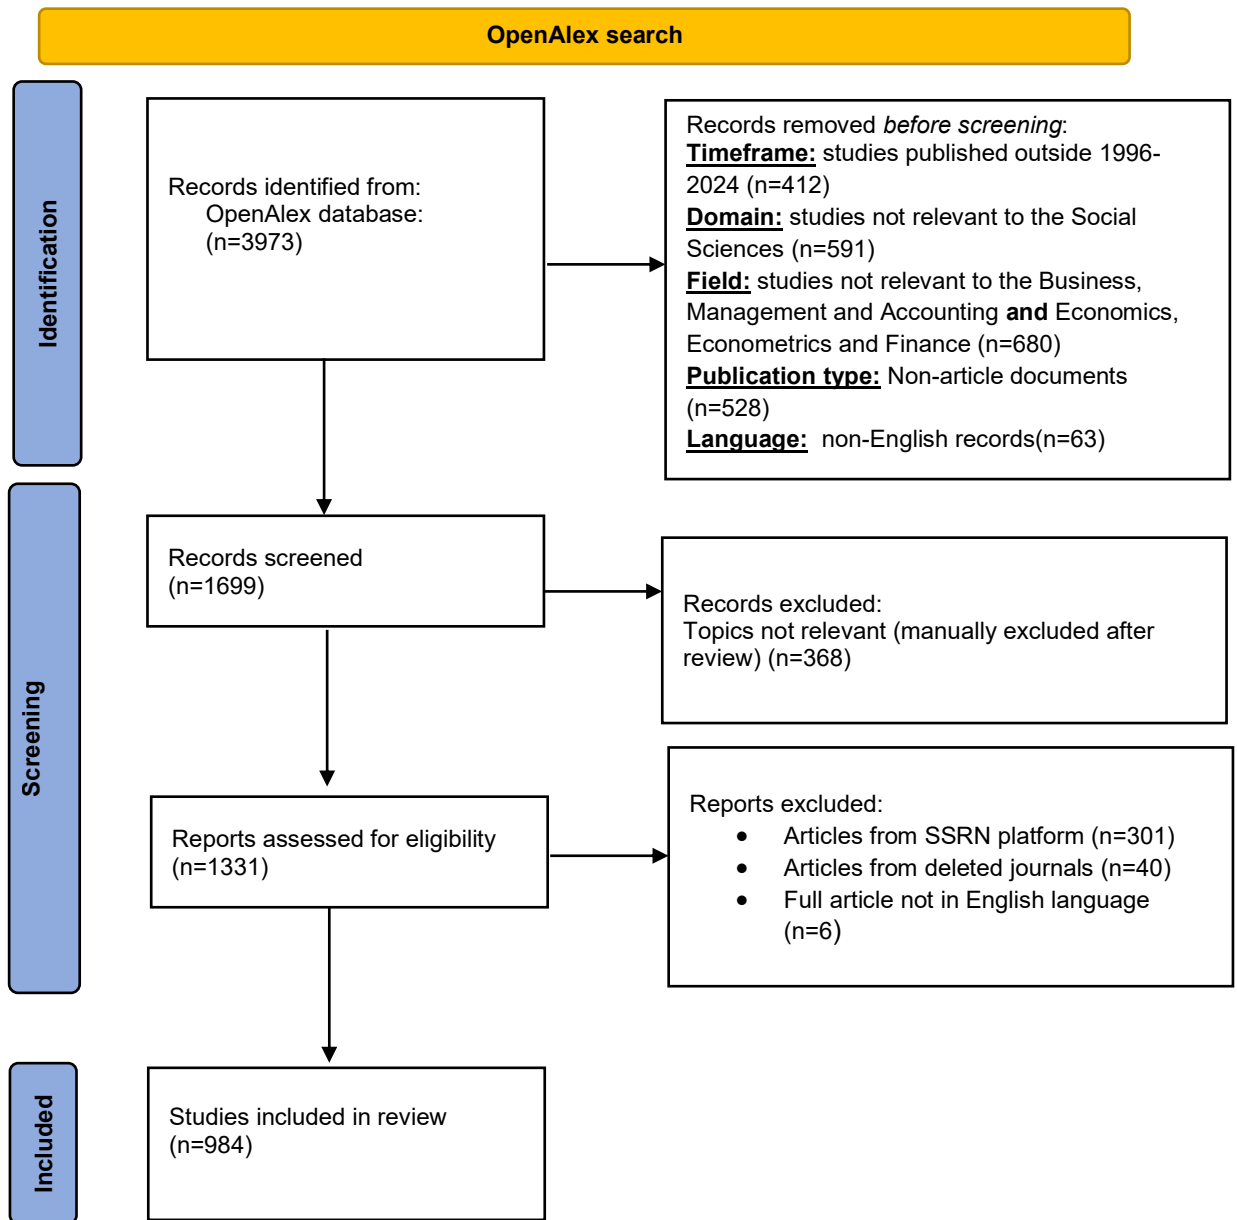 OpenAlex search
Identification
Records identified from:
OpenAlex database:
(n=3973)
Records removed before screening:
Timeframe: studies published outside 1996-
2024 (n=412)
Domain: studies not relevant to the Social
Sciences (n=591)
Field: studies not relevant to the Business,
Management and Accounting and Economics,
Econometrics and Finance (n=680)
Publication type: Non-article documents
(n=528)
Language:  non-English records(n=63)
Screening
Records screened
(n=1699)
Records excluded:
Topics not relevant (manually excluded after
review) (n=368)
Reports assessed for eligibility
(n=1331)
Reports excluded:
• Articles from SSRN platform (n=301)
• Articles from deleted journals (n=40)
• Full article not in English language
(n=6)
Included
Studies included in review
(n=984)